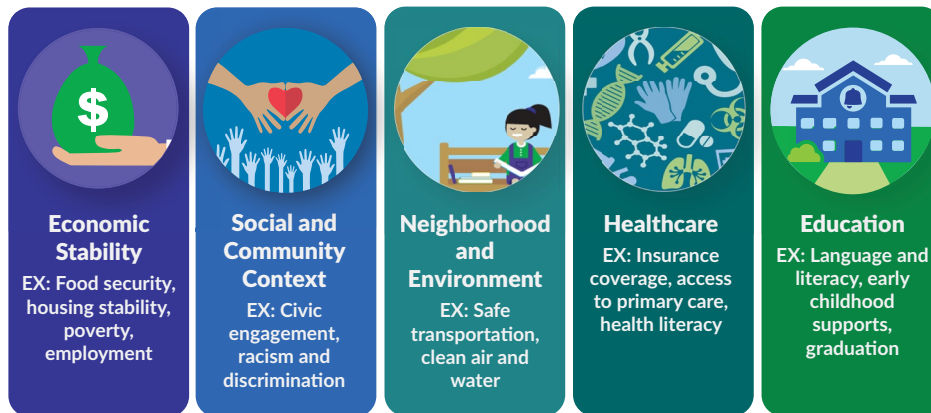 $
Economic
Stability
EX: Food security,
housing stability,
poverty,
employment
Social and
Community
Context
EX: Civic
engagement,
racism and
discrimination
Neighborhood
and
Environment
EX: Safe
transportation,
clean air and
water
Healthcare
EX: Insurance
coverage, access
to primary care,
health literacy
Education
EX: Language and
literacy, early
childhood
supports,
graduation